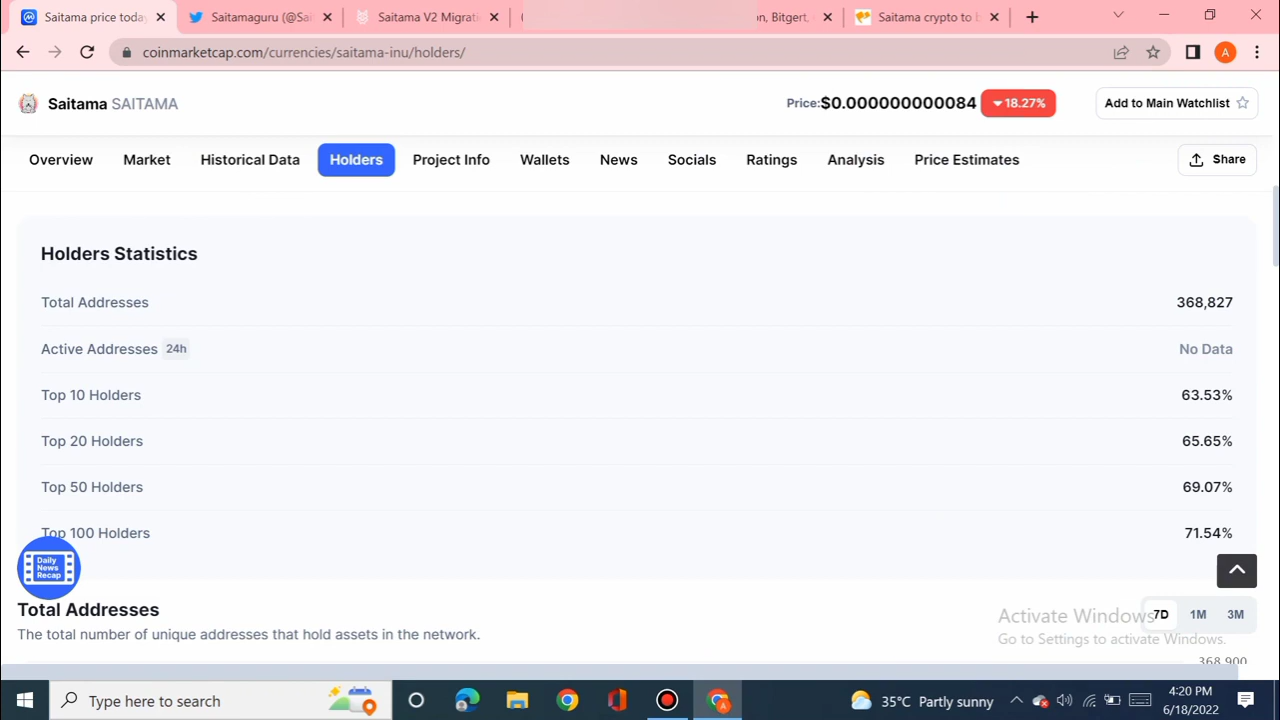 Saitama price today
Saitamaguru (@Sai
Saitama V2 Migrati
on, Bitgert,
Saitama crypto to b
coinmarketcap.com/currencies/saitama-inu/holders/
A
Saitama SAITAMA
Price:$0.000000000084
18.27%
Add to Main Watchlist
Overview
Market
Historical Data
Holders
Project Info
Wallets
News
Socials
Ratings
Analysis
Price Estimates
Share
Holders Statistics
Total Addresses 368,827
Active Addresses 24h No Data
Top 10 Holders 63.53%
Top 20 Holders 65.65%
Top 50 Holders 69.07%
Top 100 Holders 71.54%
Daily
News
Recap
Total Addresses
7D 1M 3M
The total number of unique addresses that hold assets in the network.
Activate Windows
Go to Settings to activate Windows.
368,900
Type here to search
35°C Partly sunny
4:20 PM
6/18/2022